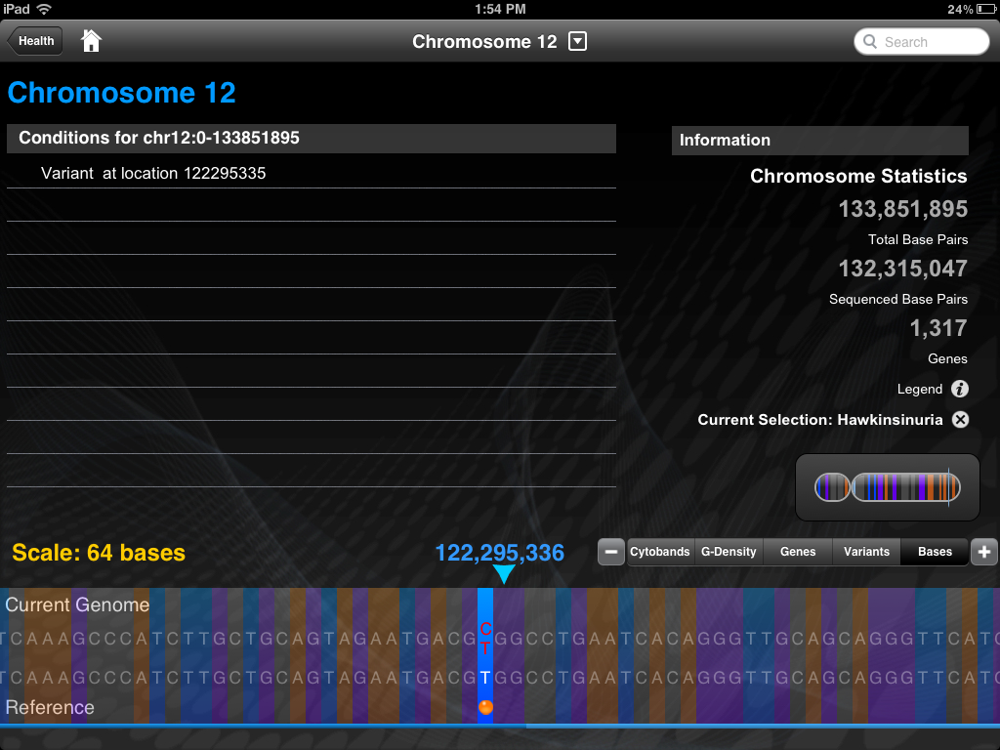 iPad 1:54 PM 24%
Health Chromosome 12 Search
Chromosome 12
Conditions for chr12:0-133851895
Variant at location 122295335
Information
Chromosome Statistics
133,851,895
Total Base Pairs
132,315,047
Sequenced Base Pairs
1,317
Genes
Legend i
Current Selection: Hawkinsinuria
Scale: 64 bases 122,295,336 Cytobands G-Density Genes Variants Bases
Current Genome
C
TCAAAGCCCATCTTGCTGCAGTAGAATGACGTGGCCTGAATCACAGGGTTGCAGCAGGGTTCATC
TCAAAGCCCATCTTGCTGCAGTAGAATGACGTGGCCTGAATCACAGGGTTGCAGCAGGGTTCATC
Reference